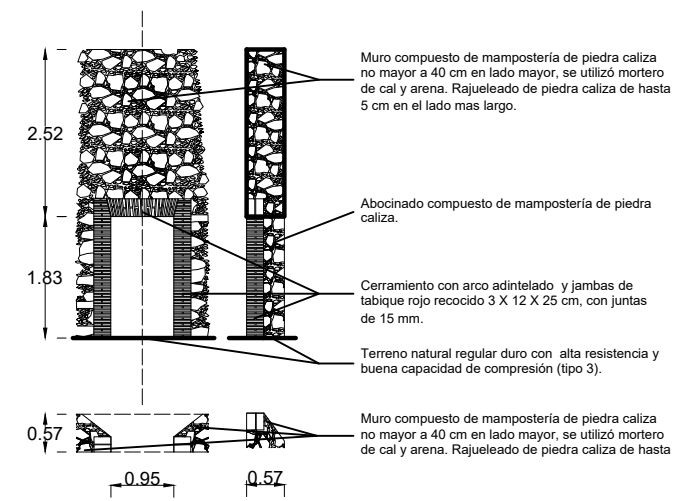 Muro compuesto de mampostería de piedra caliza
no mayor a 40 cm en lado mayor, se utilizó mortero
de cal y arena. Rajueleado de piedra caliza de hasta
5 cm en el lado mas largo.
2.52
Abocinado compuesto de mampostería de piedra
caliza.
1.83
Cerramiento con arco adintelado y jambas de
tabique rojo recocido 3 X 12 X 25 cm, con juntas
de 15 mm.
Terreno natural regular duro con alta resistencia y
buena capacidad de compresión (tipo 3).
Muro compuesto de mampostería de piedra caliza
no mayor a 40 cm en lado mayor, se utilizó mortero
de cal y arena. Rajueleado de piedra caliza de hasta
0.57
0.95
0.57